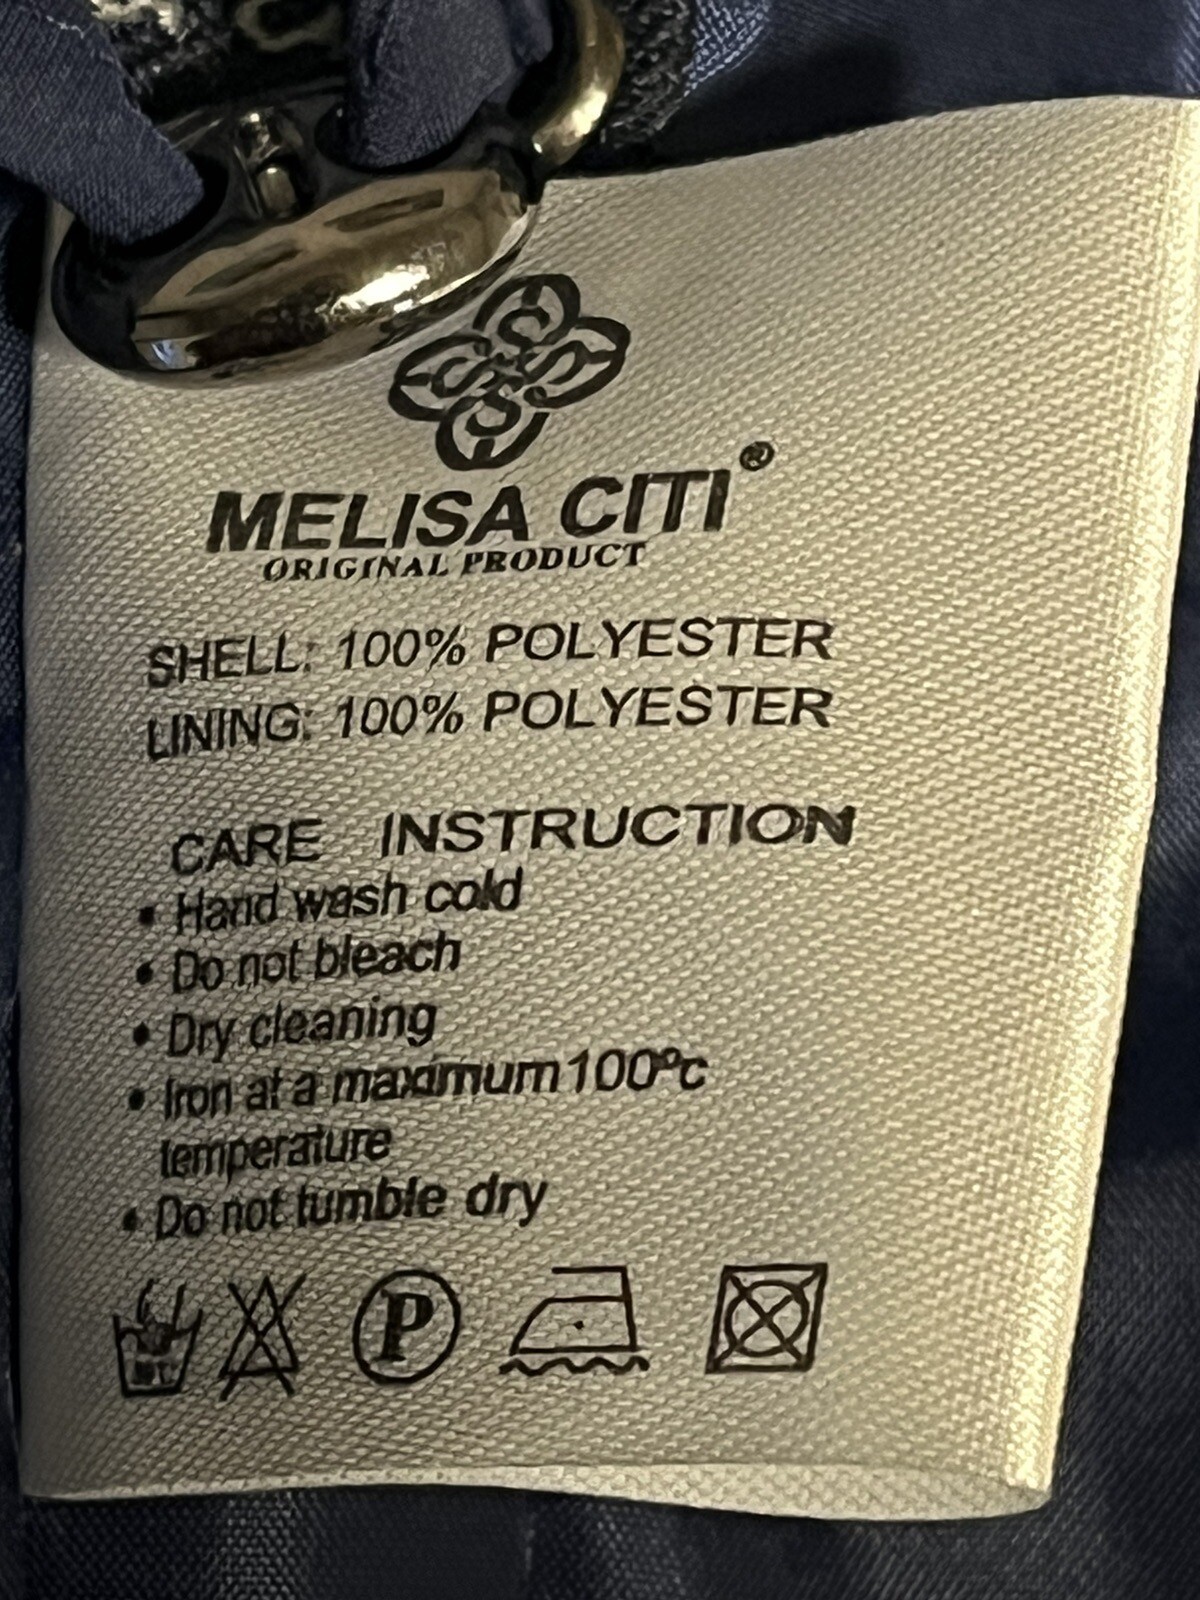 MELISA CITI®
ORIGINAL PRODUCT
SHELL: 100% POLYESTER
LINING: 100% POLYESTER
CARE INSTRUCTION
• Hand wash cold
• Do not bleach
• Dry cleaning
• Iron at a maximum 100ºc
temperature
• Do not tumble dry
P